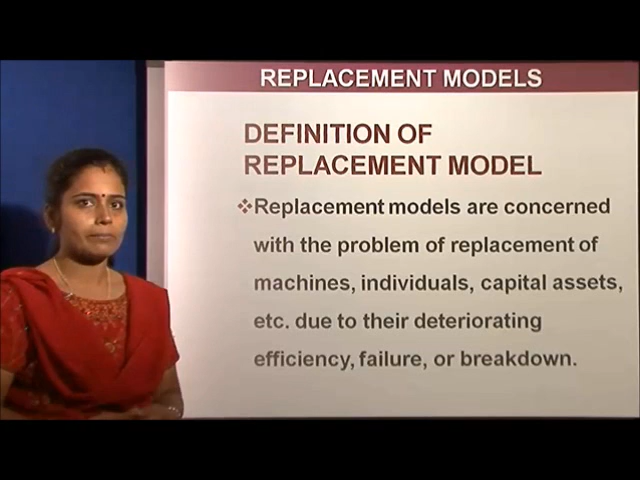 REPLACEMENT MODELS
DEFINITION OF
REPLACEMENT MODEL
❖Replacement models are concerned
with the problem of replacement of
machines, individuals, capital assets,
etc. due to their deteriorating
efficiency, failure, or breakdown.